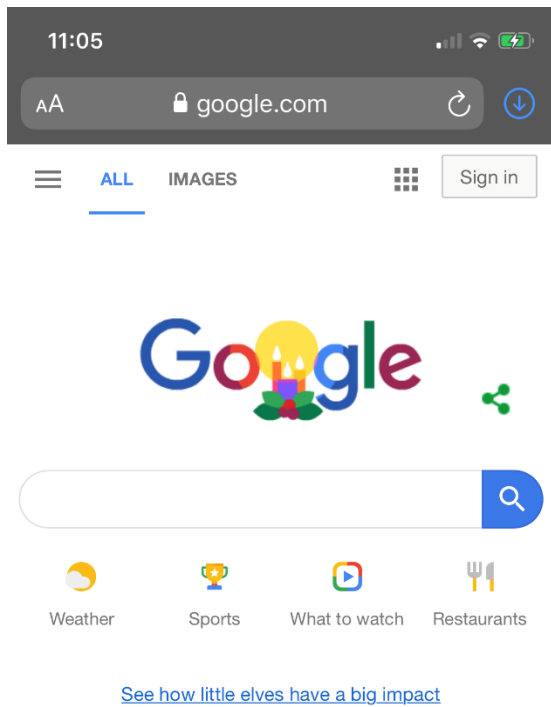 11:05
AA google.com
ALL IMAGES Sign in
Google
Weather Sports What to watch Restaurants
See how little elves have a big impact